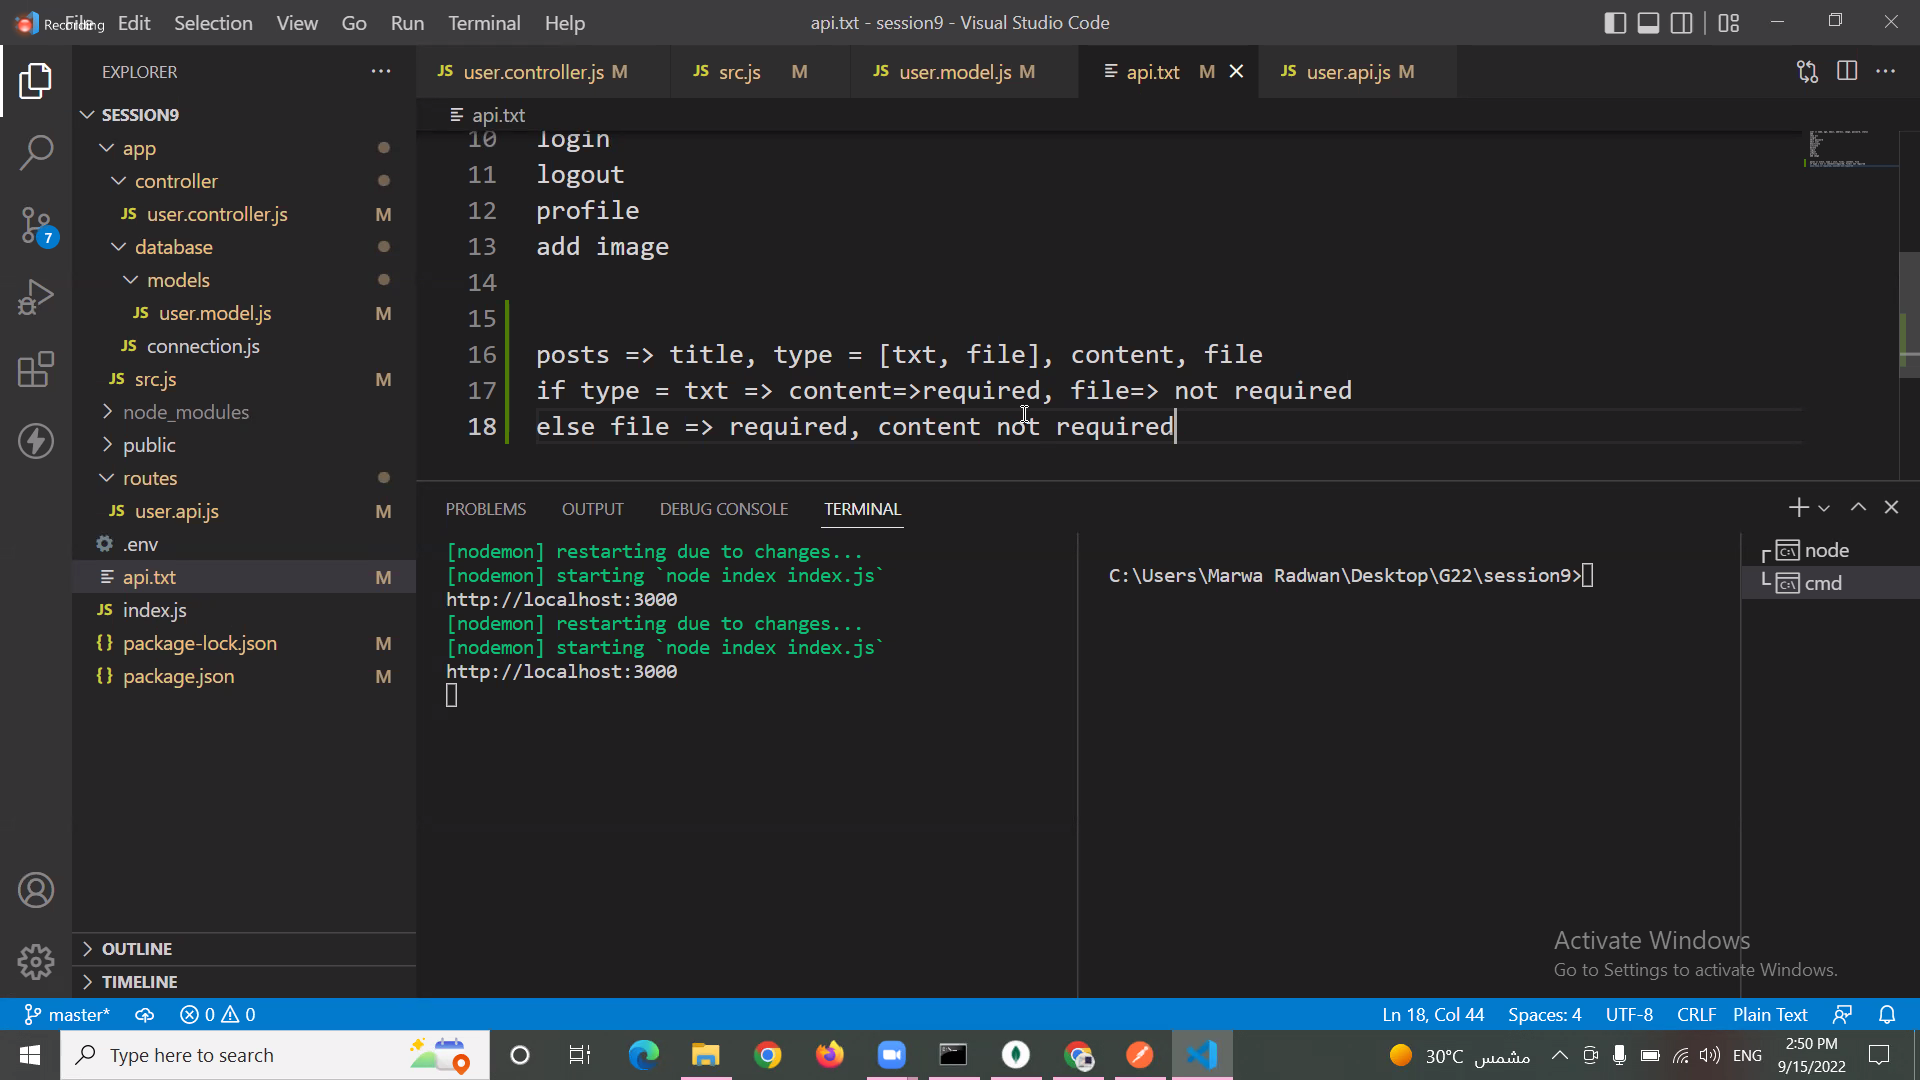 Recording
File Edit Selection View Go Run Terminal Help
api.txt - session9 - Visual Studio Code
EXPLORER
SESSION9
app
controller
JS user.controller.js M
database
models
JS user.model.js M
JS connection.js
JS src.js M
node_modules
public
routes
JS user.api.js M
.env
api.txt M
JS index.js
{} package-lock.json M
{} package.json M
OUTLINE
TIMELINE
7
JS user.controller.js M
JS src.js M
JS user.model.js M
api.txt M
JS user.api.js M
api.txt
10 login
11 logout
12 profile
13 add image
14
15
16 posts => title, type = [txt, file], content, file
17 if type = txt => content=>required, file=> not required
18 else file => required, content not required
PROBLEMS OUTPUT DEBUG CONSOLE TERMINAL
[nodemon] restarting due to changes...
[nodemon] starting `node index index.js`
http://localhost:3000
[nodemon] restarting due to changes...
[nodemon] starting `node index index.js`
http://localhost:3000
C:\Users\Marwa Radwan\Desktop\G22\session9>
node
cmd
Activate Windows
Go to Settings to activate Windows.
master* 0 0
Ln 18, Col 44 Spaces: 4 UTF-8 CRLF Plain Text
Type here to search
30°C مشمس
ENG
2:50 PM
9/15/2022